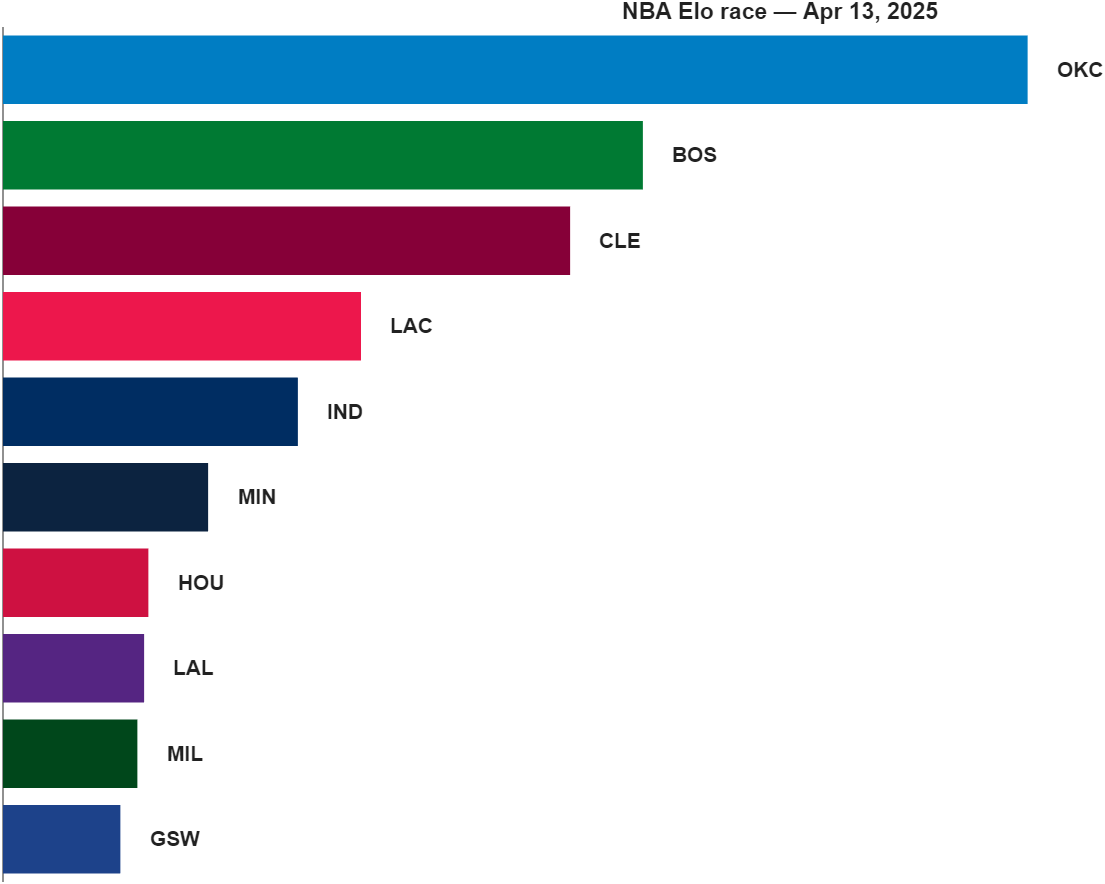 NBA Elo race — Apr 13, 2025
OKC
BOS
CLE
LAC
IND
MIN
HOU
LAL
MIL
GSW